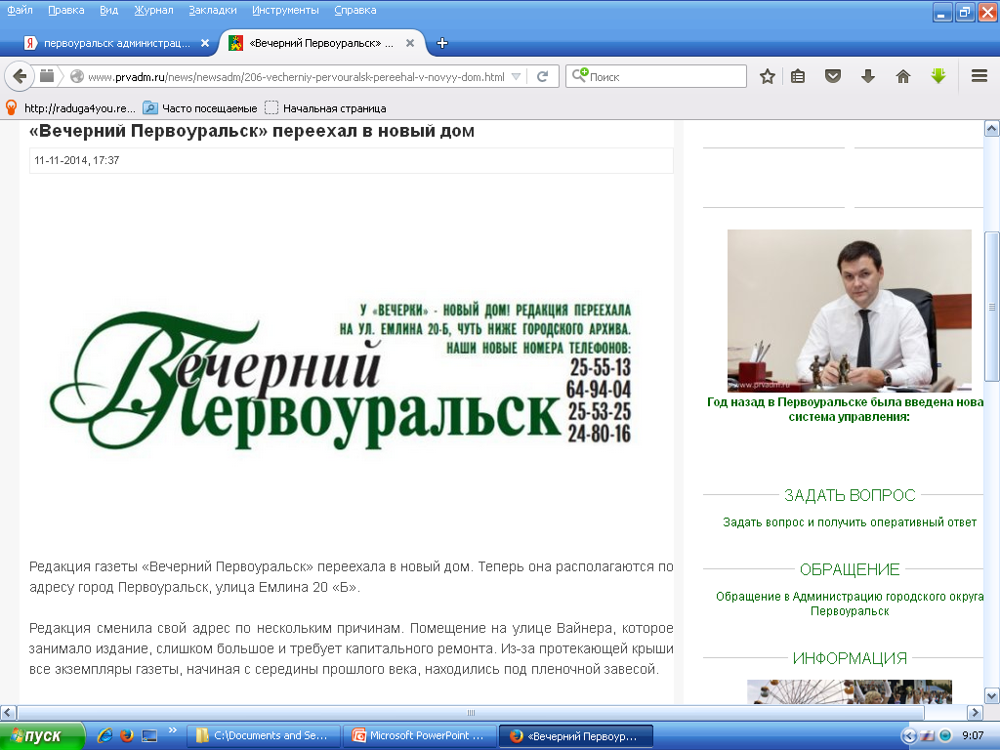 Файл Правка Вид Журнал Закладки Инструменты Справка
первоуральск администрац...
«Вечерний Первоуральск» ...
www.prvadm.ru/news/newsadm/206-vecherniy-pervouralsk-pereehal-v-novyy-dom.html
Поиск
http://raduga4you.re... Часто посещаемые Начальная страница
«Вечерний Первоуральск» переехал в новый дом
11-11-2014, 17:37
У «ВЕЧЕРКИ» - НОВЫЙ ДОМ! РЕДАКЦИЯ ПЕРЕЕХАЛА
НА УЛ. ЕМЛИНА 20-Б, ЧУТЬ НИЖЕ ГОРОДСКОГО АРХИВА.
НАШИ НОВЫЕ НОМЕРА ТЕЛЕФОНОВ:
Вечерний
Первоуральск
25-55-13
64-94-04
25-53-25
24-80-16
Редакция газеты «Вечерний Первоуральск» переехала в новый дом. Теперь она располагаются по
адресу город Первоуральск, улица Емлина 20 «Б».
Редакция сменила свой адрес по нескольким причинам. Помещение на улице Вайнера, которое
занимало издание, слишком большое и требует капитального ремонта. Из-за протекающей крыши
все экземпляры газеты, начиная с середины прошлого века, находились под пленочной завесой.
www.prvadm.ru
Год назад в Первоуральске была введена нова
система управления:
ЗАДАТЬ ВОПРОС
Задать вопрос и получить оперативный ответ
ОБРАЩЕНИЕ
Обращение в Администрацию городского округа
Первоуральск
ИНФОРМАЦИЯ
пуск
C:\Documents and Se...
Microsoft PowerPoint ...
«Вечерний Первоур...
9:07